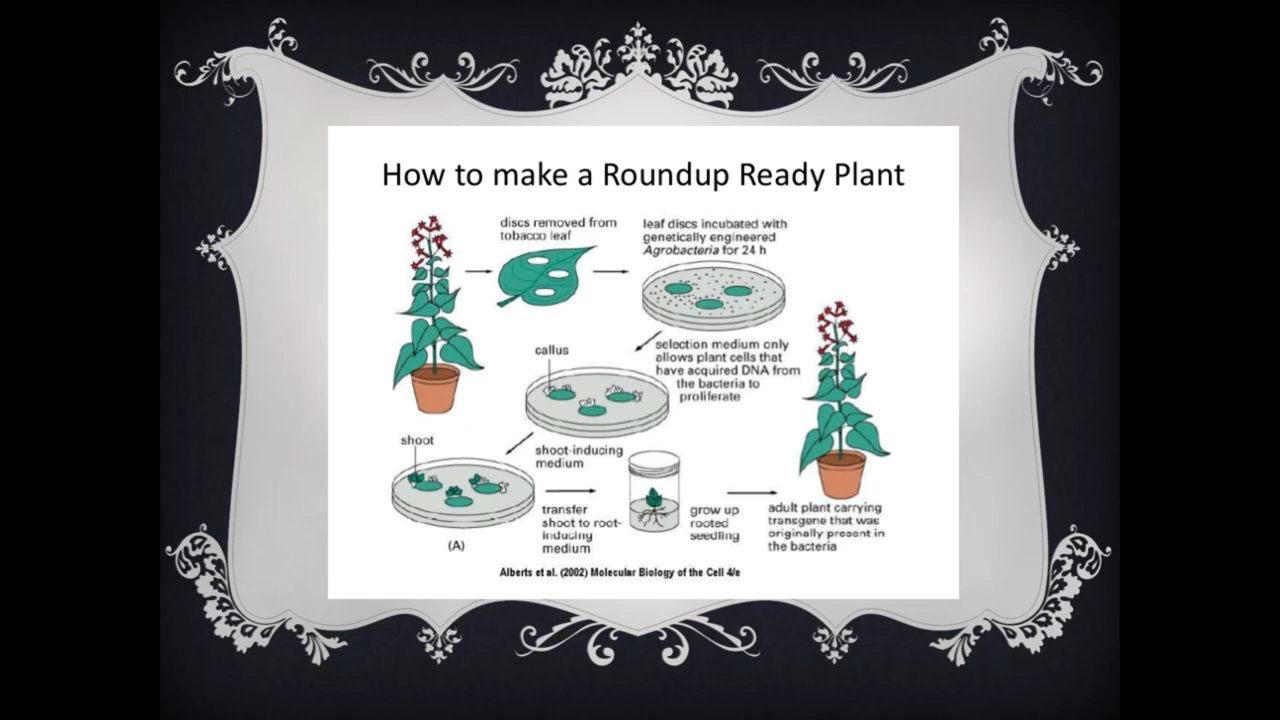 How to make a Roundup Ready Plant
discs removed from
tobacco leaf
leaf discs incubated with
genetically engineered
Agrobacteria for 24 h
callus
selection medium only
allows plant cells that
have acquired DNA from
the bacteria to
proliferate
shoot
shoot-inducing
medium
transfer
shoot to root-
inducing
medium
grow up
rooted
seedling
adult plant carrying
transgene that was
originally present in
the bacteria
(A)
Alberts et al. (2002) Molecular Biology of the Cell 4/e